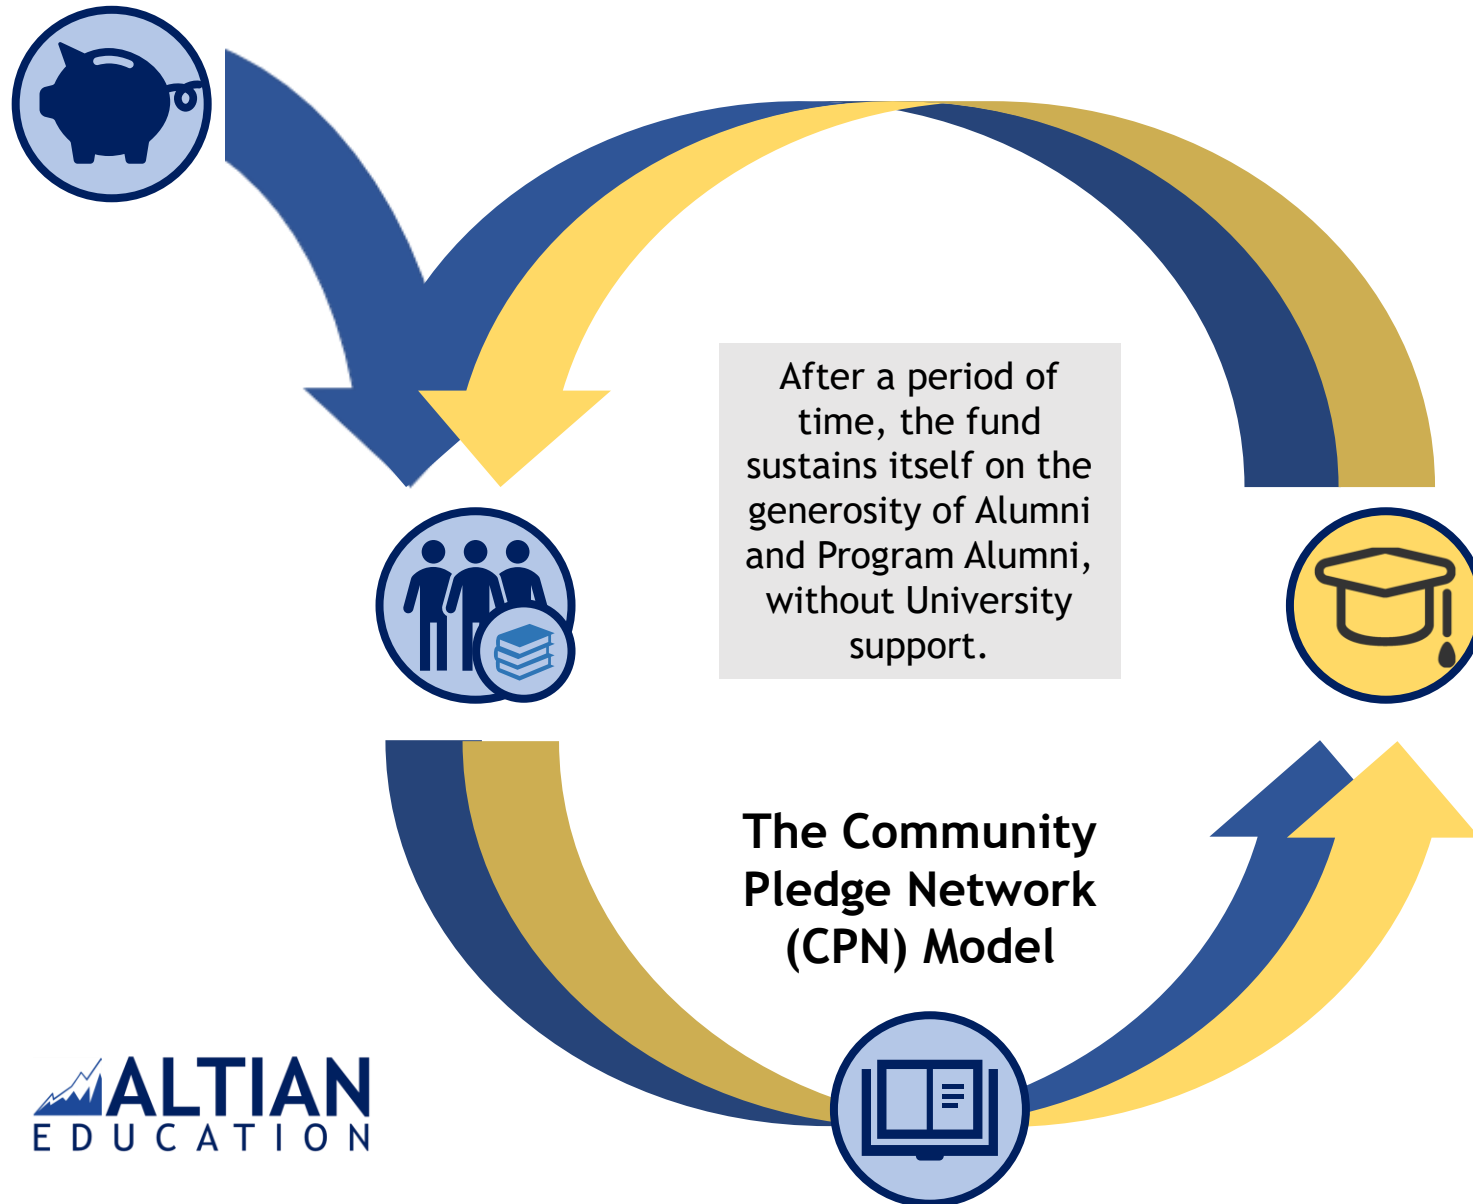 After a period of
time, the fund
sustains itself on the
generosity of Alumni
and Program Alumni,
without University
support.
The Community
Pledge Network
(CPN) Model
ALTIAN
EDUCATION